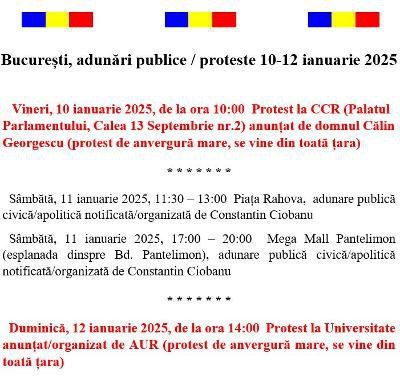 București, adunări publice / proteste 10-12 ianuarie 2025
Vineri, 10 ianuarie 2025, de la ora 10:00 Protest la CCR (Palatul
Parlamentului, Calea 13 Septembrie nr.2) anunțat de domnul Călin
Georgescu (protest de anvergură mare, se vine din toată țara)
* * * * * * *
Sâmbătă, 11 ianuarie 2025, 11:30 – 13:00 Piața Rahova, adunare publică
civică/apolitică notificată/organizată de Constantin Ciobanu
Sâmbătă, 11 ianuarie 2025, 17:00 – 20:00 Mega Mall Pantelimon
(esplanada dinspre Bd. Pantelimon), adunare publică civică/apolitică
notificată/organizată de Constantin Ciobanu
* * * * * * *
Duminică, 12 ianuarie 2025, de la ora 14:00 Protest la Universitate
anunțat/organizat de AUR (protest de anvergură mare, se vine din
toată țara)